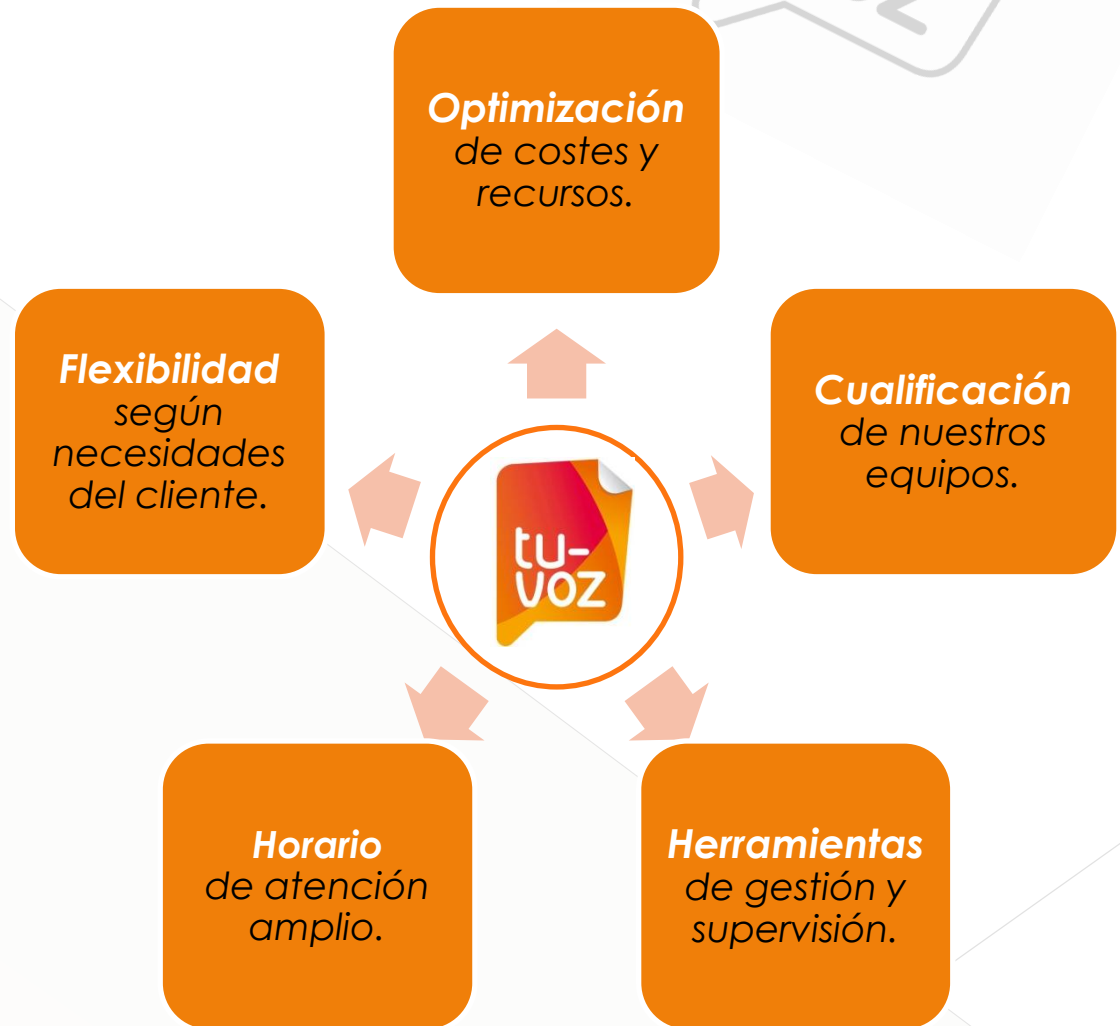 Optimización
de costes y
recursos.
Flexibilidad
según
necesidades
del cliente.
Cualificación
de nuestros
equipos.
tu-
voz
Horario
de atención
amplio.
Herramientas
de gestión y
supervisión.